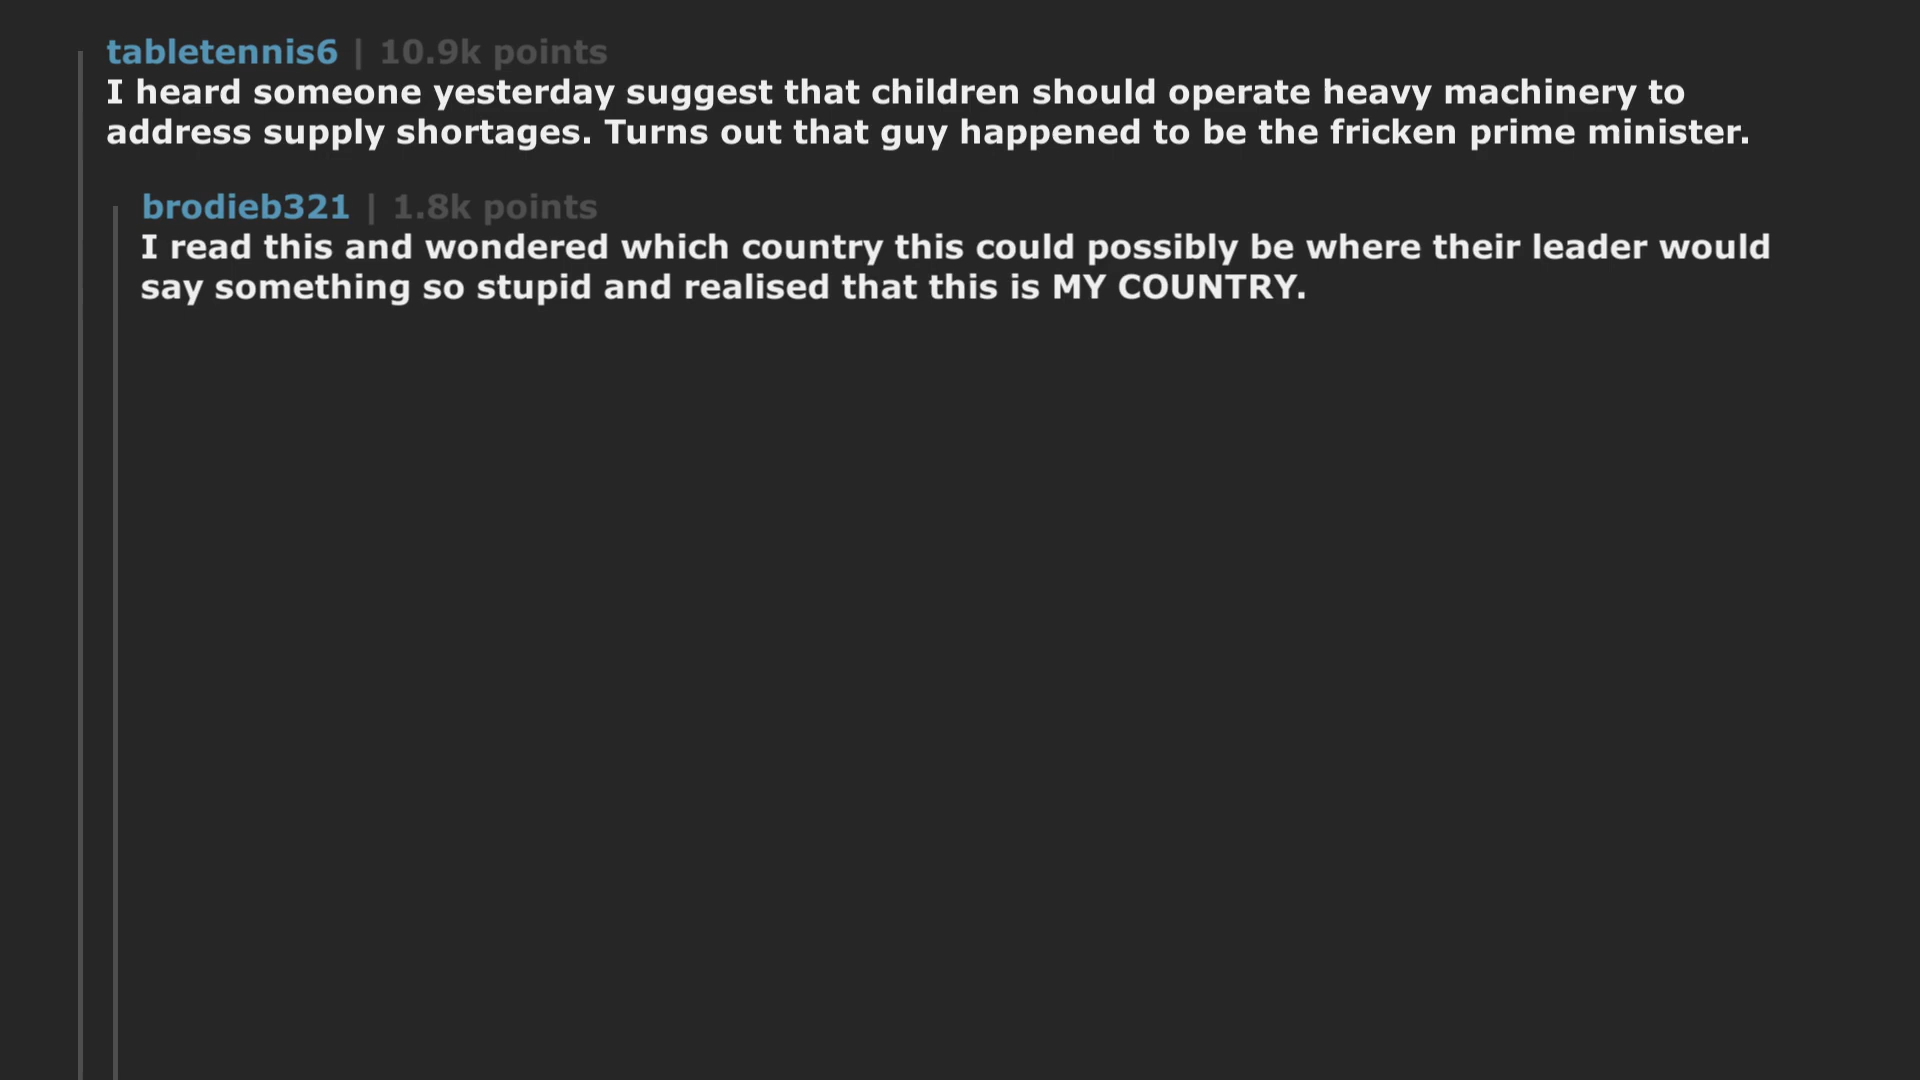 tabletennis6 | 10.9k points
I heard someone yesterday suggest that children should operate heavy machinery to
address supply shortages. Turns out that guy happened to be the fricken prime minister.
brodieb321 | 1.8k points
I read this and wondered which country this could possibly be where their leader would
say something so stupid and realised that this is MY COUNTRY.